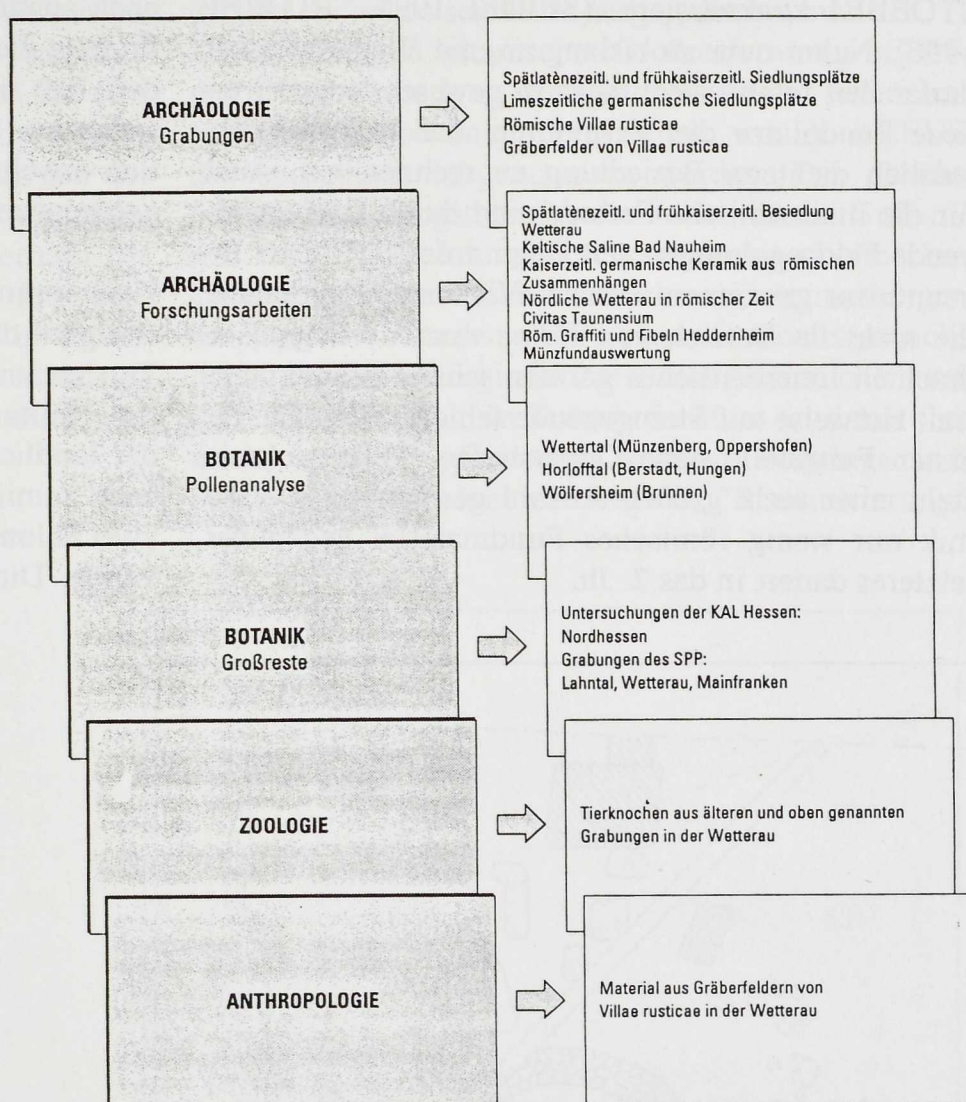 ARCHÄOLOGIE
Grabungen
Spätlatènezeitl. und frühkaiserzeitl. Siedlungsplätze
Limeszeitliche germanische Siedlungsplätze
Römische Villae rusticae
Gräberfelder von Villae rusticae
ARCHÄOLOGIE
Forschungsarbeiten
Spätlatènezeitl. und frühkaiserzeitl. Besiedlung
Wetterau
Keltische Saline Bad Nauheim
Kaiserzeitl. germanische Keramik aus römischen
Zusammenhängen
Nördliche Wetterau in römischer Zeit
Civitas Taunensium
Röm. Graffiti und Fibeln Heddernheim
Münzfundauswertung
BOTANIK
Pollenanalyse
Wettertal (Münzenberg, Oppershofen)
Horlofftal (Berstadt, Hungen)
Wölfersheim (Brunnen)
BOTANIK
Großreste
Untersuchungen der KAL Hessen:
Nordhessen
Grabungen des SPP:
Lahntal, Wetterau, Mainfranken
ZOOLOGIE
Tierknochen aus älteren und oben genannten
Grabungen in der Wetterau
ANTHROPOLOGIE
Material aus Gräberfeldern von
Villae rusticae in der Wetterau